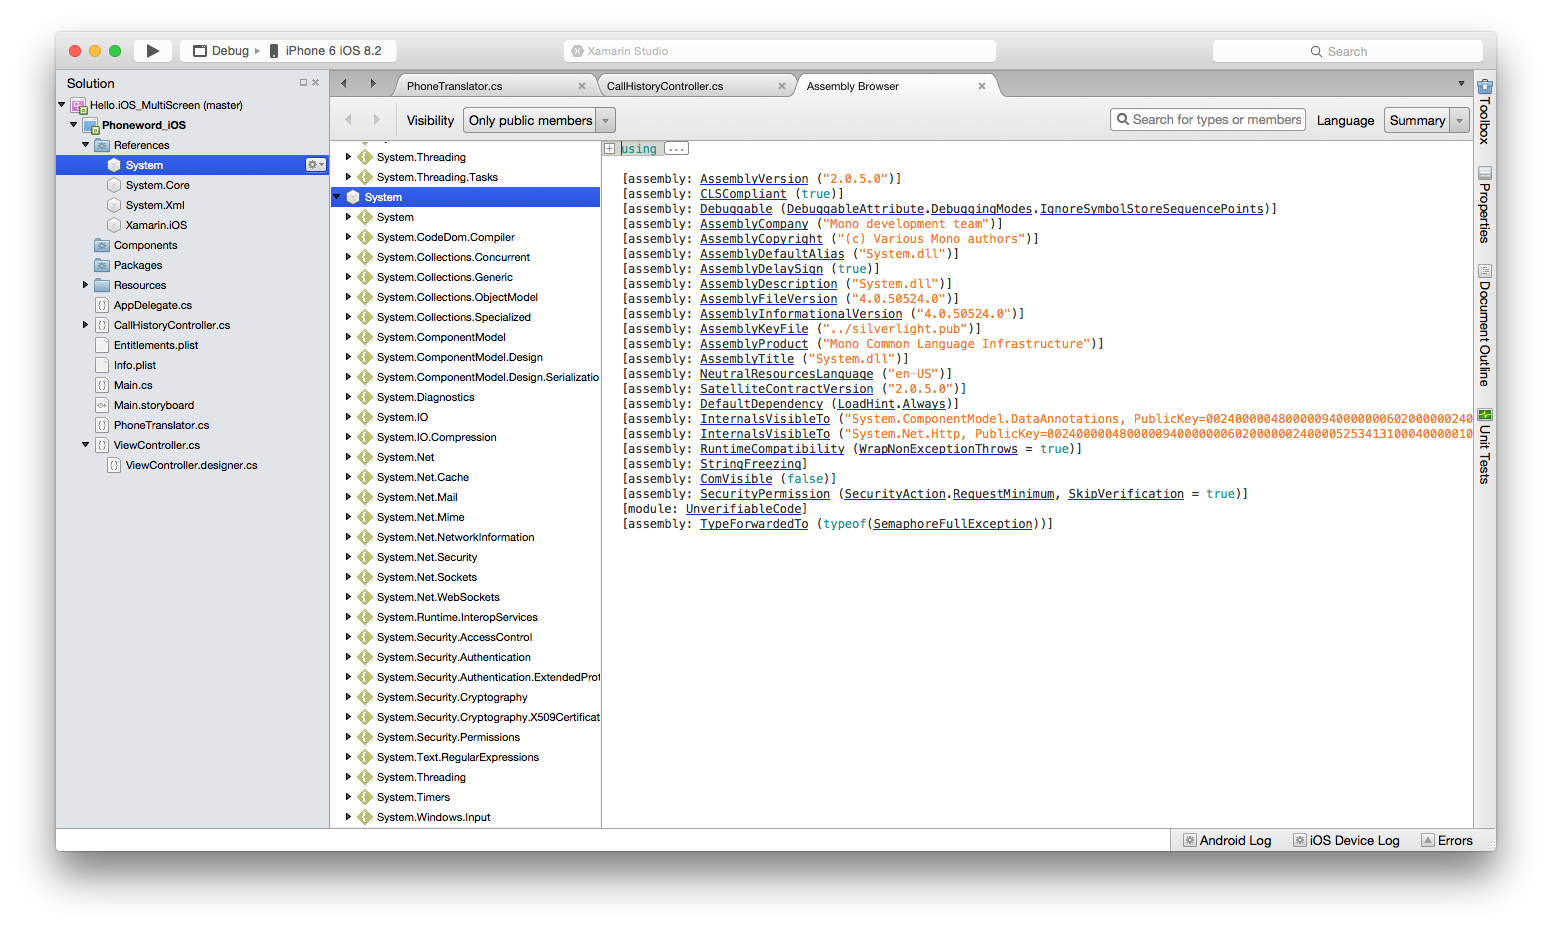 Debug
iPhone 6 iOS 8.2
Xamarin Studio
Search
Solution
Hello.iOS_MultiScreen (master)
Phoneword_iOS
References
System
System.Core
System.Xml
Xamarin.iOS
Components
Packages
Resources
AppDelegate.cs
CallHistoryController.cs
Entitlements.plist
Info.plist
Main.cs
Main.storyboard
PhoneTranslator.cs
ViewController.cs
ViewController.designer.cs
PhoneTranslator.cs
CallHistoryController.cs
Assembly Browser
Visibility
Only public members
Search for types or members
Language
Summary
System.Threading
System.Threading.Tasks
System
System
System.CodeDom.Compiler
System.Collections.Concurrent
System.Collections.Generic
System.Collections.ObjectModel
System.Collections.Specialized
System.ComponentModel
System.ComponentModel.Design
System.ComponentModel.Design.Serializatio
System.Diagnostics
System.IO
System.IO.Compression
System.Net
System.Net.Cache
System.Net.Mail
System.Net.Mime
System.Net.NetworkInformation
System.Net.Security
System.Net.Sockets
System.Net.WebSockets
System.Runtime.InteropServices
System.Security.AccessControl
System.Security.Authentication
System.Security.Authentication.ExtendedProt
System.Security.Cryptography
System.Security.Cryptography.X509Certificat
System.Security.Permissions
System.Text.RegularExpressions
System.Threading
System.Timers
System.Windows.Input
using ...
[assembly: AssemblyVersion ("2.0.5.0")]
[assembly: CLSCompliant (true)]
[assembly: Debuggable (DebuggableAttribute.DebuggingModes.IgnoreSymbolStoreSequencePoints)]
[assembly: AssemblyCompany ("Mono development team")]
[assembly: AssemblyCopyright ("(c) Various Mono authors")]
[assembly: AssemblyDefaultAlias ("System.dll")]
[assembly: AssemblyDelaySign (true)]
[assembly: AssemblyDescription ("System.dll")]
[assembly: AssemblyFileVersion ("4.0.50524.0")]
[assembly: AssemblyInformationalVersion ("4.0.50524.0")]
[assembly: AssemblyKeyFile ("../silverlight.pub")]
[assembly: AssemblyProduct ("Mono Common Language Infrastructure")]
[assembly: AssemblyTitle ("System.dll")]
[assembly: NeutralResourcesLanguage ("en-US")]
[assembly: SatelliteContractVersion ("2.0.5.0")]
[assembly: DefaultDependency (LoadHint.Always)]
[assembly: InternalsVisibleTo ("System.ComponentModel.DataAnnotations, PublicKey=0024000004800000940000000602000000240
[assembly: InternalsVisibleTo ("System.Net.Http, PublicKey=00240000048000009400000006020000002400005253413100040000010
[assembly: RuntimeCompatibility (WrapNonExceptionThrows = true)]
[assembly: StringFreezing]
[assembly: ComVisible (false)]
[assembly: SecurityPermission (SecurityAction.RequestMinimum, SkipVerification = true)]
[module: UnverifiableCode]
[assembly: TypeForwardedTo (typeof(SemaphoreFullException))]
Toolbox
Properties
Document Outline
Unit Tests
Android Log
iOS Device Log
Errors